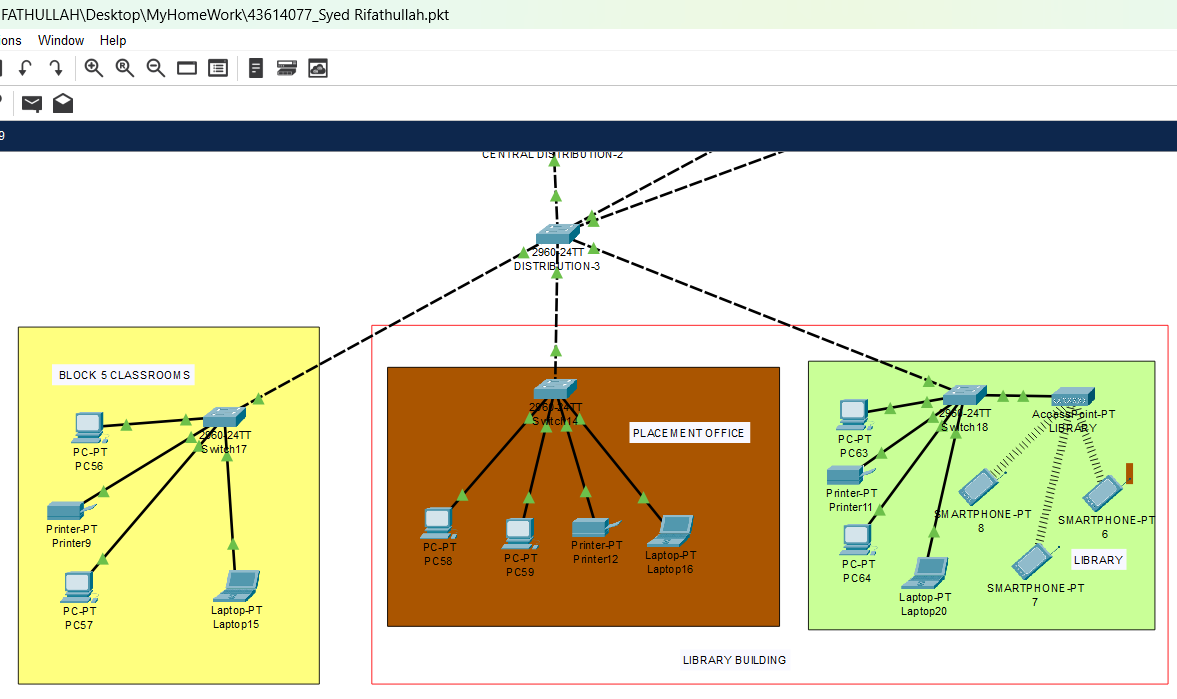 FATHULLAH\Desktop\MyHomeWork\43614077_Syed Rifathullah.pkt
ons Window Help
9
CENTRAL DISTRIBUTION-2
2960-24TT
DISTRIBUTION-3
BLOCK 5 CLASSROOMS
2960-24TT
Switch17
PC-PT
PC56
Printer-PT
Printer9
PC-PT
PC57
Laptop-PT
Laptop15
2960-24TT
Switch14
PLACEMENT OFFICE
PC-PT
PC58
PC-PT
PC59
Printer-PT
Printer12
Laptop-PT
Laptop16
2960-24TT
Switch18
AccessPoint-PT
LIBRARY
PC-PT
PC63
Printer-PT
Printer11
PC-PT
PC64
Laptop-PT
Laptop20
SMARTPHONE-PT
8
SMARTPHONE-PT
6
SMARTPHONE-PT
7
LIBRARY
LIBRARY BUILDING